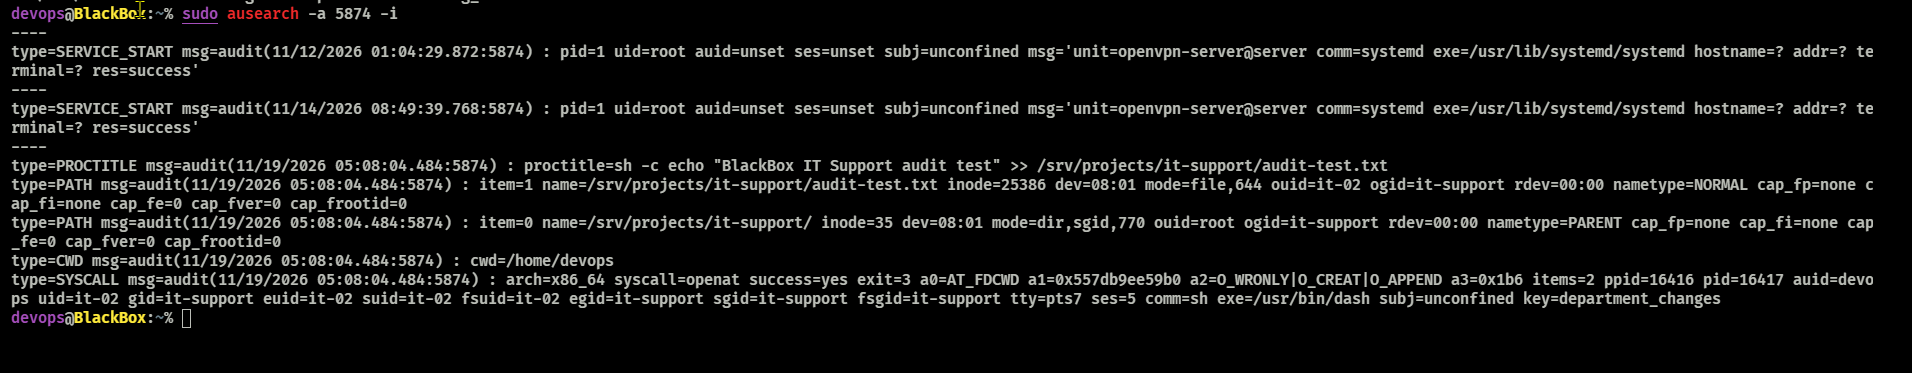 devops@BlackBox:~% sudo ausearch -a 5874 -i
----
type=SERVICE_START msg=audit(11/12/2026 01:04:29.872:5874) : pid=1 uid=root auid=unset ses=unset subj=unconfined msg='unit=openvpn-server@server comm=systemd exe=/usr/lib/systemd/systemd hostname=? addr=? te
rminal=? res=success'
----
type=SERVICE_START msg=audit(11/14/2026 08:49:39.768:5874) : pid=1 uid=root auid=unset ses=unset subj=unconfined msg='unit=openvpn-server@server comm=systemd exe=/usr/lib/systemd/systemd hostname=? addr=? te
rminal=? res=success'
----
type=PROCTITLE msg=audit(11/19/2026 05:08:04.484:5874) : proctitle=sh -c echo "BlackBox IT Support audit test" >> /srv/projects/it-support/audit-test.txt
type=PATH msg=audit(11/19/2026 05:08:04.484:5874) : item=1 name=/srv/projects/it-support/audit-test.txt inode=25386 dev=08:01 mode=file,644 ouid=it-02 ogid=it-support rdev=00:00 nametype=NORMAL cap_fp=none c
ap_fi=none cap_fe=0 cap_fver=0 cap_frootid=0
type=PATH msg=audit(11/19/2026 05:08:04.484:5874) : item=0 name=/srv/projects/it-support/ inode=35 dev=08:01 mode=dir,sgid,770 ouid=root ogid=it-support rdev=00:00 nametype=PARENT cap_fp=none cap_fi=none cap
_fe=0 cap_fver=0 cap_frootid=0
type=CWD msg=audit(11/19/2026 05:08:04.484:5874) : cwd=/home/devops
type=SYSCALL msg=audit(11/19/2026 05:08:04.484:5874) : arch=x86_64 syscall=openat success=yes exit=3 a0=AT_FDCWD a1=0x557db9ee59b0 a2=O_WRONLY|O_CREAT|O_APPEND a3=0x1b6 items=2 ppid=16416 pid=16417 auid=devo
ps uid=it-02 gid=it-support euid=it-02 suid=it-02 fsuid=it-02 egid=it-support sgid=it-support fsgid=it-support tty=pts7 ses=5 comm=sh exe=/usr/bin/dash subj=unconfined key=department_changes
devops@BlackBox:~%